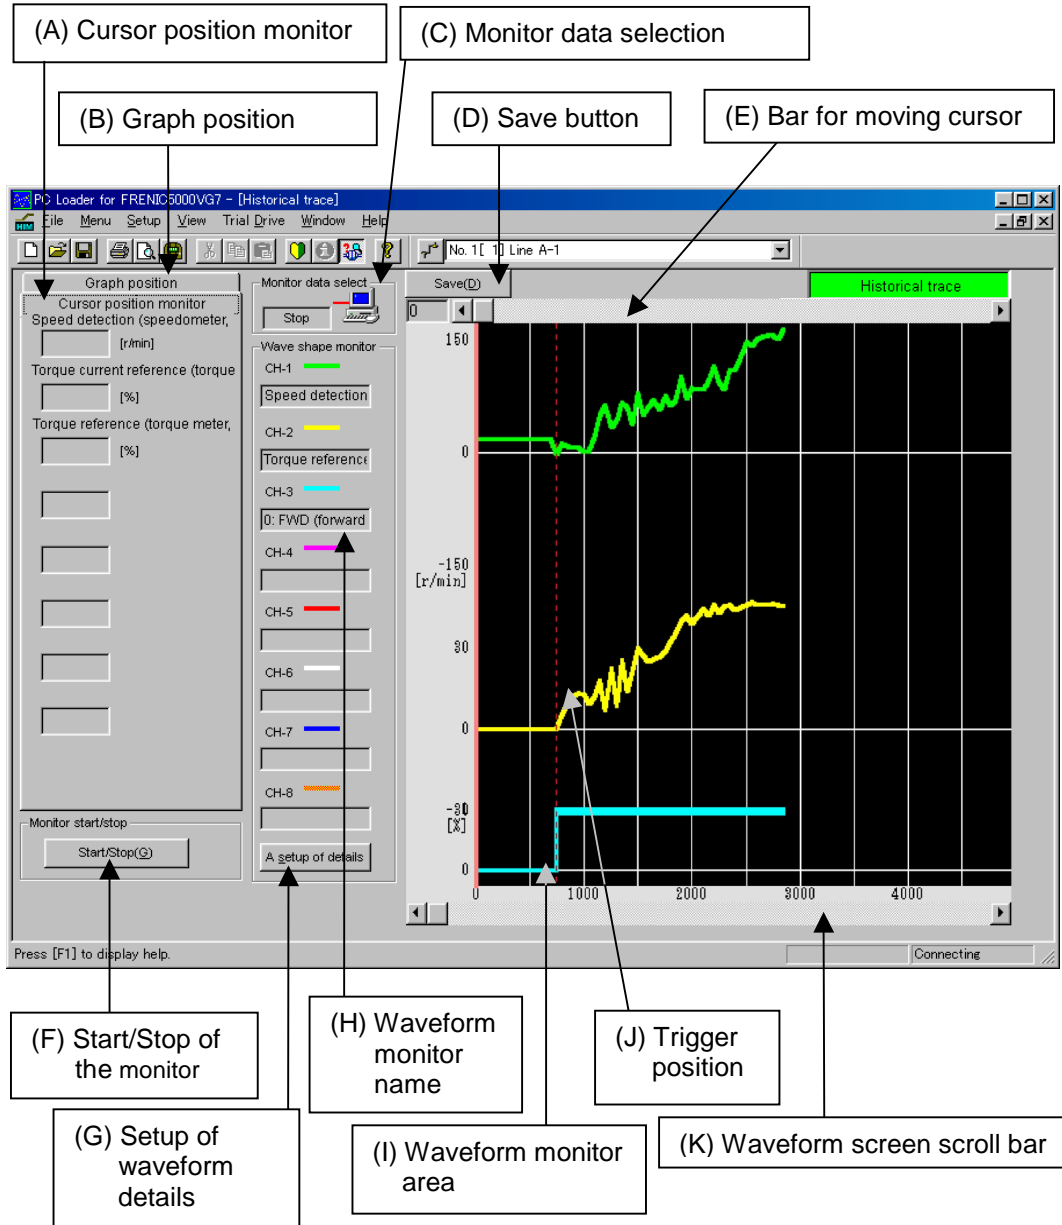 (A) Cursor position monitor
(C) Monitor data selection
(B) Graph position
(D) Save button
(E) Bar for moving cursor
PC Loader for FRENIC5000VG7 - [Historical trace]
File Menu Setup View Trial Drive Window Help
No. 1[ 1] Line A-1
Graph position
Cursor position monitor
Speed detection (speedometer,
[r/min]
Torque current reference (torque
[%]
Torque reference (torque meter,
[%]
Monitor start/stop
Start/Stop(G)
Monitor data select
Stop
Wave shape monitor
CH-1
Speed detection
CH-2
Torque reference
CH-3
0: FWD (forward
CH-4
CH-5
CH-6
CH-7
CH-8
A setup of details
Save(D)
Historical trace
0
150
0
-150
[r/min]
30
0
[%]
0
0 1000 2000 3000 4000
Press [F1] to display help.
Connecting
(F) Start/Stop of
the monitor
(H) Waveform
monitor
name
(J) Trigger
position
(G) Setup of
waveform
details
(I) Waveform monitor
area
(K) Waveform screen scroll bar